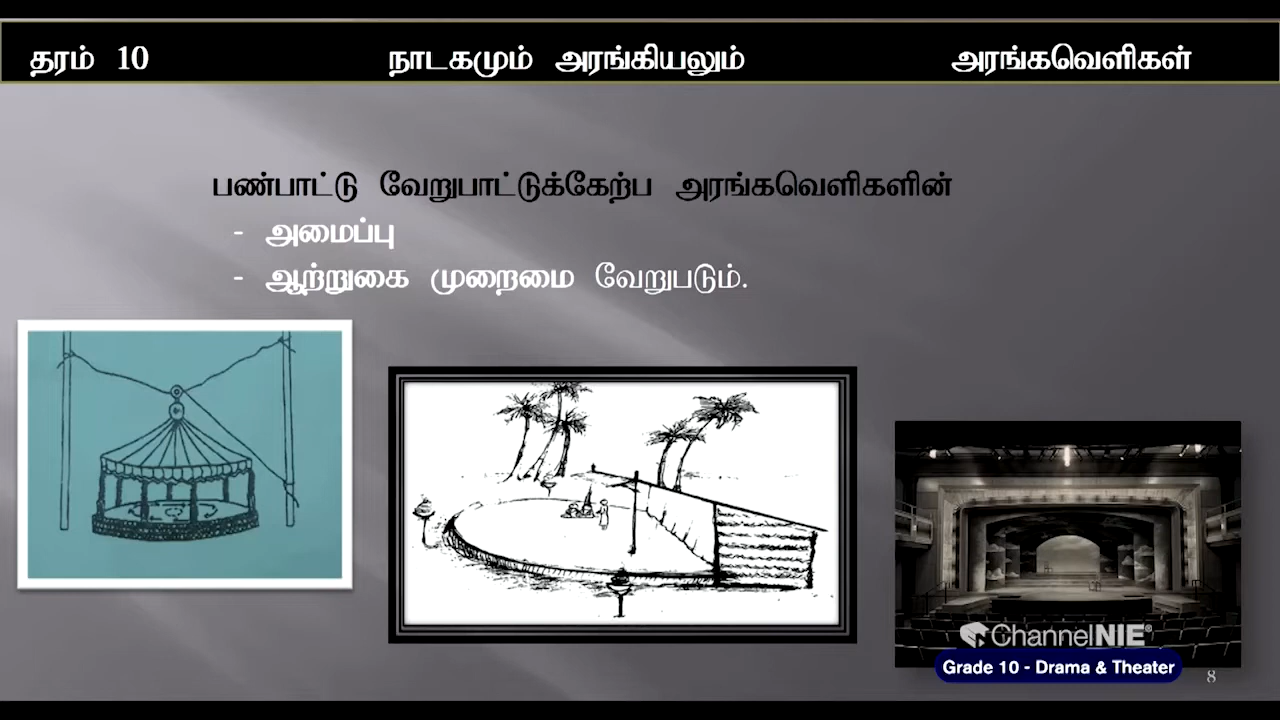 தரம் 10 நாடகமும் அரங்கியலும் அரங்கவெளிகள்
பண்பாட்டு வேறுபாட்டுக்கேற்ப அரங்கவெளிகளின்
- அமைப்பு
- ஆற்றுகை முறைமை வேறுபடும்.
ChannelNIE®
Grade 10 - Drama & Theater
8